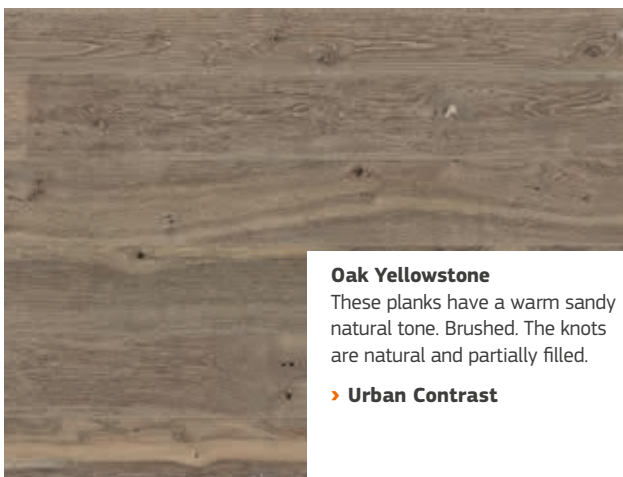 Oak Yellowstone
These planks have a warm sandy
natural tone. Brushed. The knots
are natural and partially filled.
› Urban Contrast